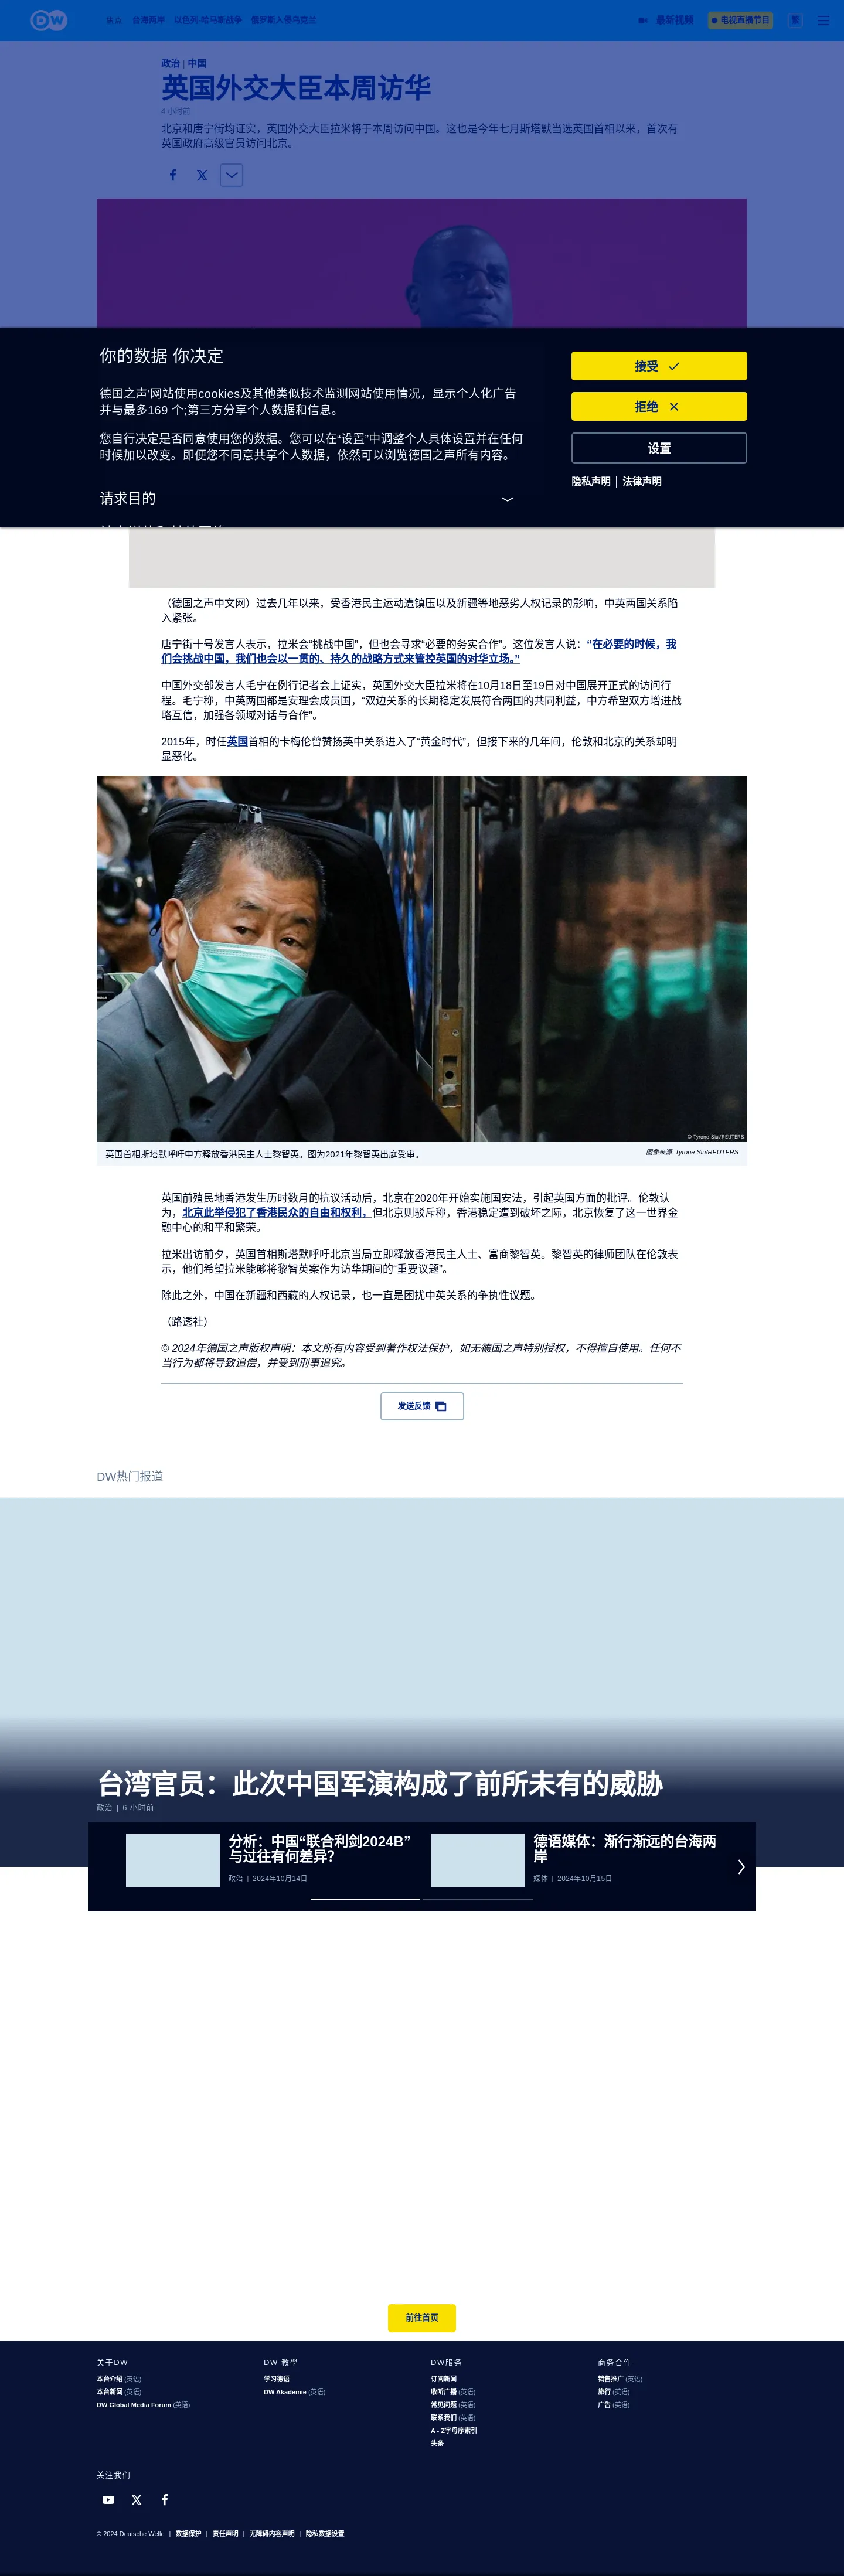 DW
焦点 台海两岸 以色列-哈马斯战争 俄罗斯入侵乌克兰 最新视频 电视直播节目 繁
政治 | 中国
英国外交大臣本周访华
4 小时前
北京和唐宁街均证实，英国外交大臣拉米将于本周访问中国。这也是今年七月斯塔默当选英国首相以来，首次有
英国政府高级官员访问北京。
你的数据 你决定
德国之声'网站使用cookies及其他类似技术监测网站使用情况，显示个人化广告
并与最多169 个;第三方分享个人数据和信息。
您自行决定是否同意使用您的数据。您可以在“设置”中调整个人具体设置并在任何
时候加以改变。即便您不同意共享个人数据，依然可以浏览德国之声所有内容。
请求目的
接受
拒绝
设置
隐私声明 | 法律声明
（德国之声中文网）过去几年以来，受香港民主运动遭镇压以及新疆等地恶劣人权记录的影响，中英两国关系陷
入紧张。
唐宁街十号发言人表示，拉米会“挑战中国”，但也会寻求“必要的务实合作”。这位发言人说：“在必要的时候，我
们会挑战中国，我们也会以一贯的、持久的战略方式来管控英国的对华立场。”
中国外交部发言人毛宁在例行记者会上证实，英国外交大臣拉米将在10月18日至19日对中国展开正式的访问行
程。毛宁称，中英两国都是安理会成员国，“双边关系的长期稳定发展符合两国的共同利益，中方希望双方增进战
略互信，加强各领域对话与合作”。
2015年，时任英国首相的卡梅伦曾赞扬英中关系进入了“黄金时代”，但接下来的几年间，伦敦和北京的关系却明
显恶化。
© Tyrone Siu/REUTERS
英国首相斯塔默呼吁中方释放香港民主人士黎智英。图为2021年黎智英出庭受审。
图像来源: Tyrone Siu/REUTERS
英国前殖民地香港发生历时数月的抗议活动后，北京在2020年开始实施国安法，引起英国方面的批评。伦敦认
为，北京此举侵犯了香港民众的自由和权利，但北京则驳斥称，香港稳定遭到破坏之际，北京恢复了这一世界金
融中心的和平和繁荣。
拉米出访前夕，英国首相斯塔默呼吁北京当局立即释放香港民主人士、富商黎智英。黎智英的律师团队在伦敦表
示，他们希望拉米能够将黎智英案作为访华期间的“重要议题”。
除此之外，中国在新疆和西藏的人权记录，也一直是困扰中英关系的争执性议题。
（路透社）
© 2024年德国之声版权声明：本文所有内容受到著作权法保护，如无德国之声特别授权，不得擅自使用。任何不
当行为都将导致追偿，并受到刑事追究。
发送反馈
DW热门报道
台湾官员：此次中国军演构成了前所未有的威胁
政治 | 6 小时前
分析：中国“联合利剑2024B”
与过往有何差异？
政治 | 2024年10月14日
德语媒体：渐行渐远的台海两
岸
媒体 | 2024年10月15日
前往首页
关于DW
本台介绍 (英语)
本台新闻 (英语)
DW Global Media Forum (英语)
DW 教學
学习德语
DW Akademie (英语)
DW服务
订阅新闻
收听广播 (英语)
常见问题 (英语)
联系我们 (英语)
A - Z字母序索引
头条
商务合作
销售推广 (英语)
旅行 (英语)
广告 (英语)
关注我们
© 2024 Deutsche Welle | 数据保护 | 责任声明 | 无障碍内容声明 | 隐私数据设置